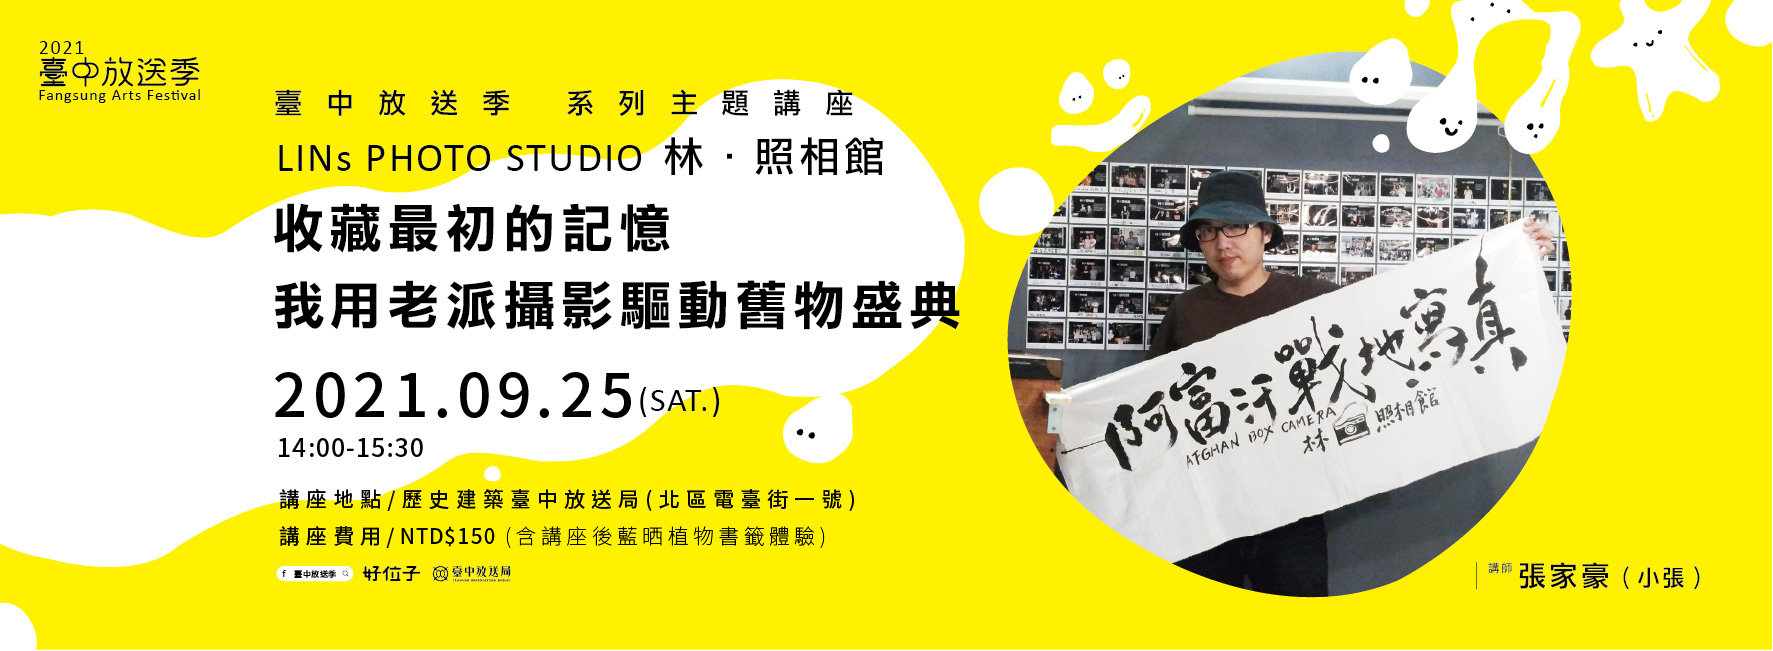 2021
臺中放送季
Fangsung Arts Festival
臺中放送季 系列主題講座
LINs PHOTO STUDIO 林・照相館
收藏最初的記憶
我用老派攝影驅動舊物盛典
2021.09.25(SAT.)
14:00-15:30
講座地點/歷史建築臺中放送局(北區電臺街一號)
講座費用/NTD$150 (含講座後藍晒植物書籤體驗)
f 臺中放送季
好位子
臺中放送局
阿富汗戰地寫真
AFGHAN BOX CAMERA
林 照相館
講師 張家豪(小張)